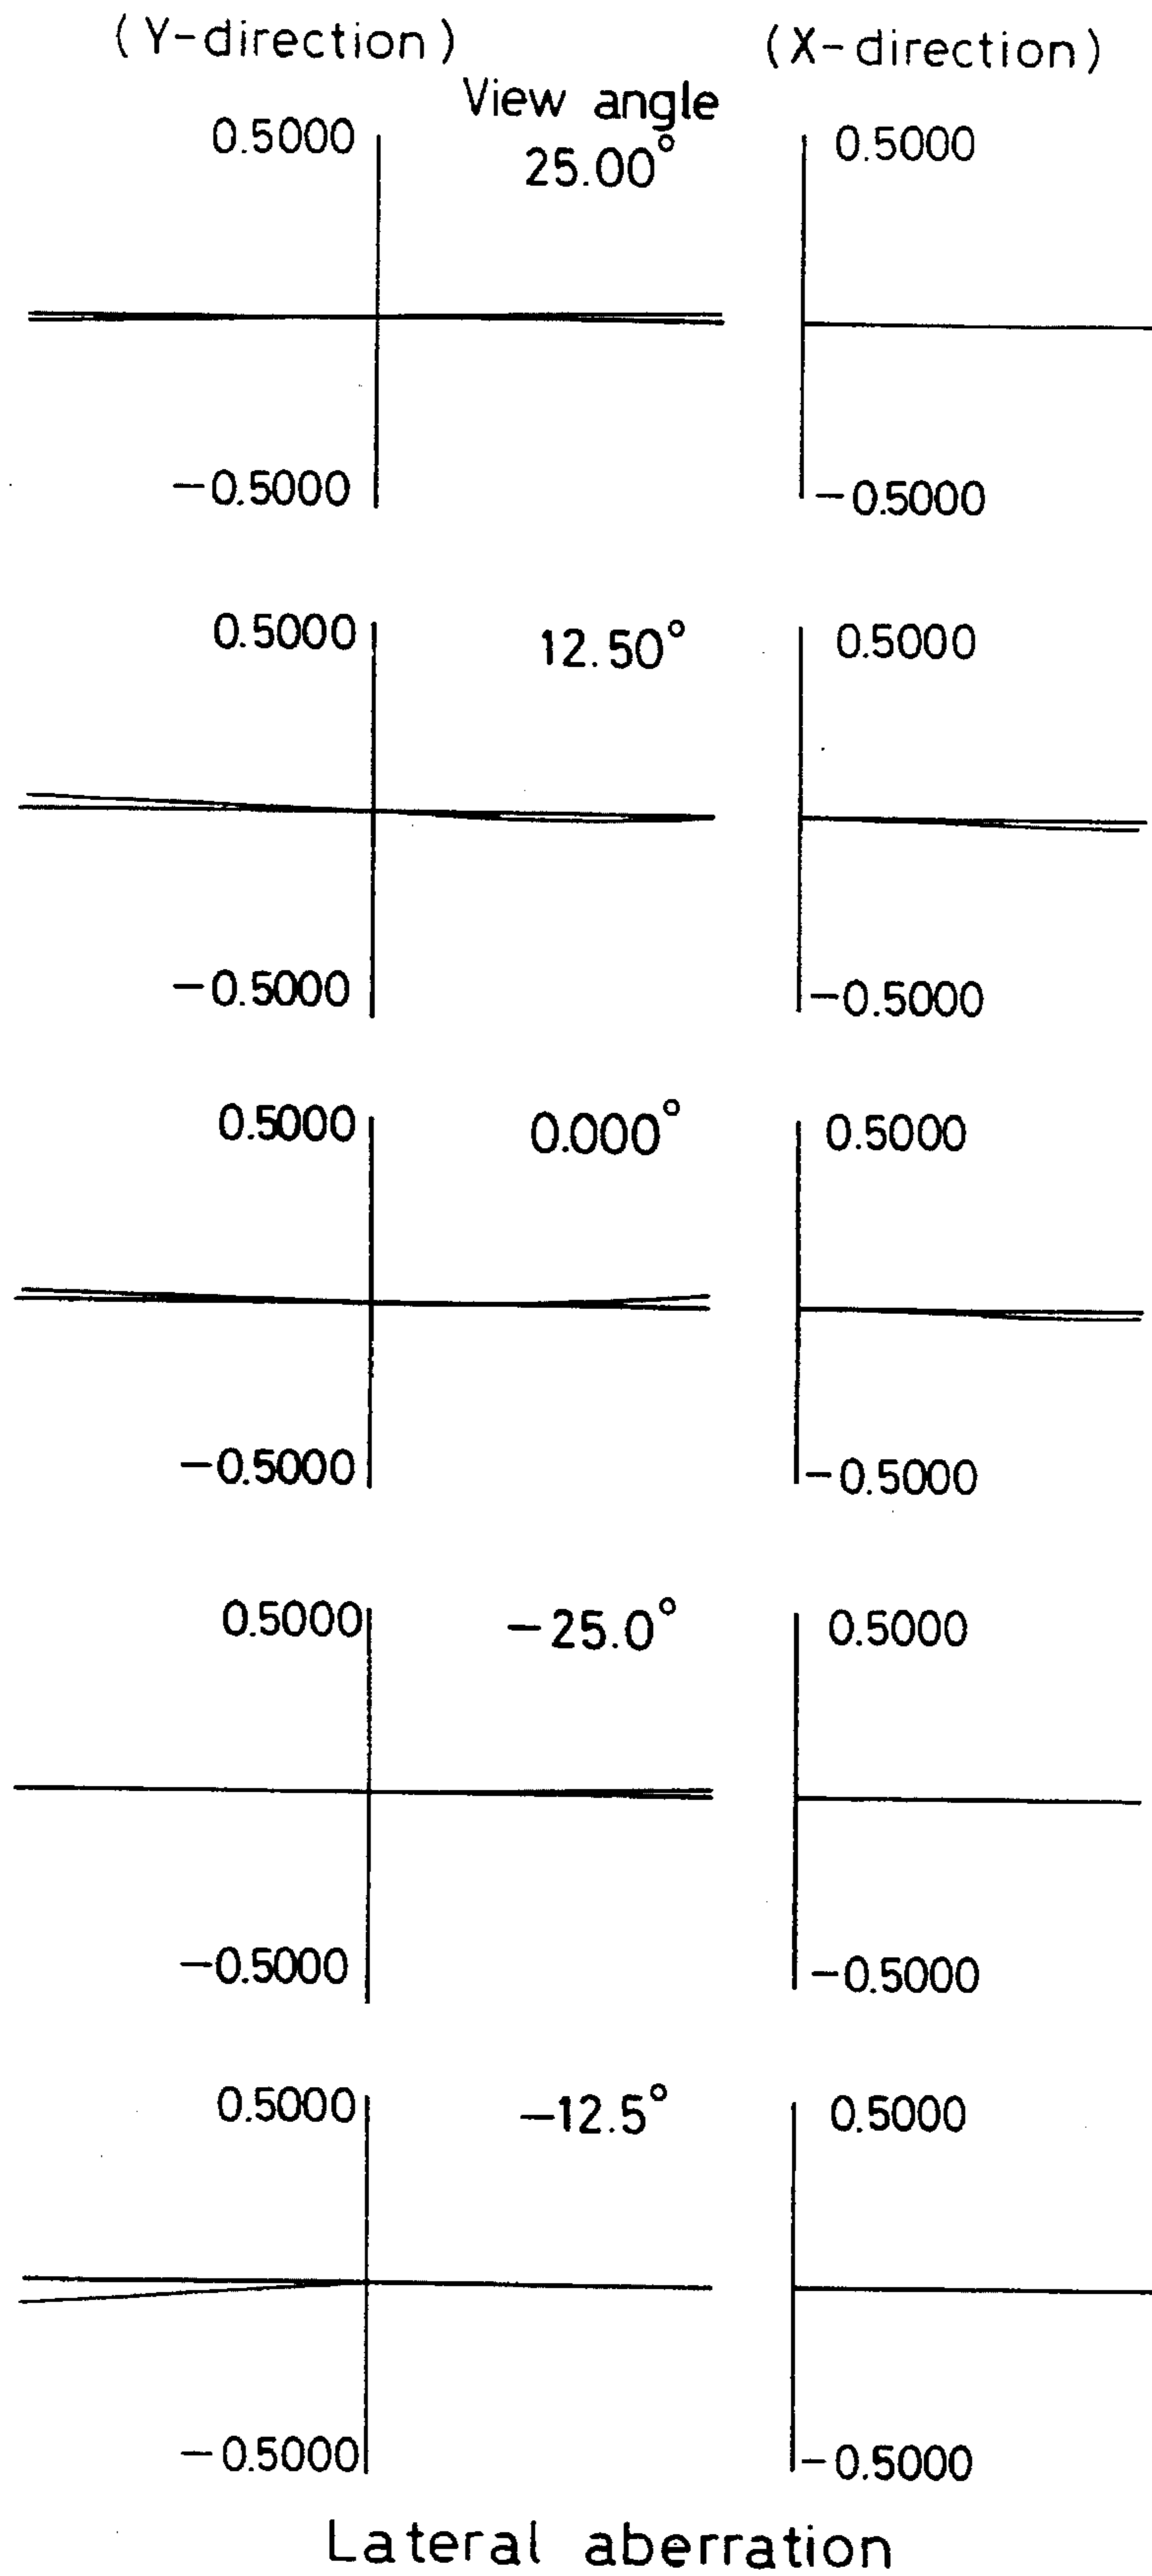 (Y-direction) (X-direction)
View angle
0.5000 25.00° 0.5000
-0.5000 -0.5000
0.5000 12.50° 0.5000
-0.5000 -0.5000
0.5000 0.000° 0.5000
-0.5000 -0.5000
0.5000 -25.0° 0.5000
-0.5000 -0.5000
0.5000 -12.5° 0.5000
-0.5000 -0.5000
Lateral aberration